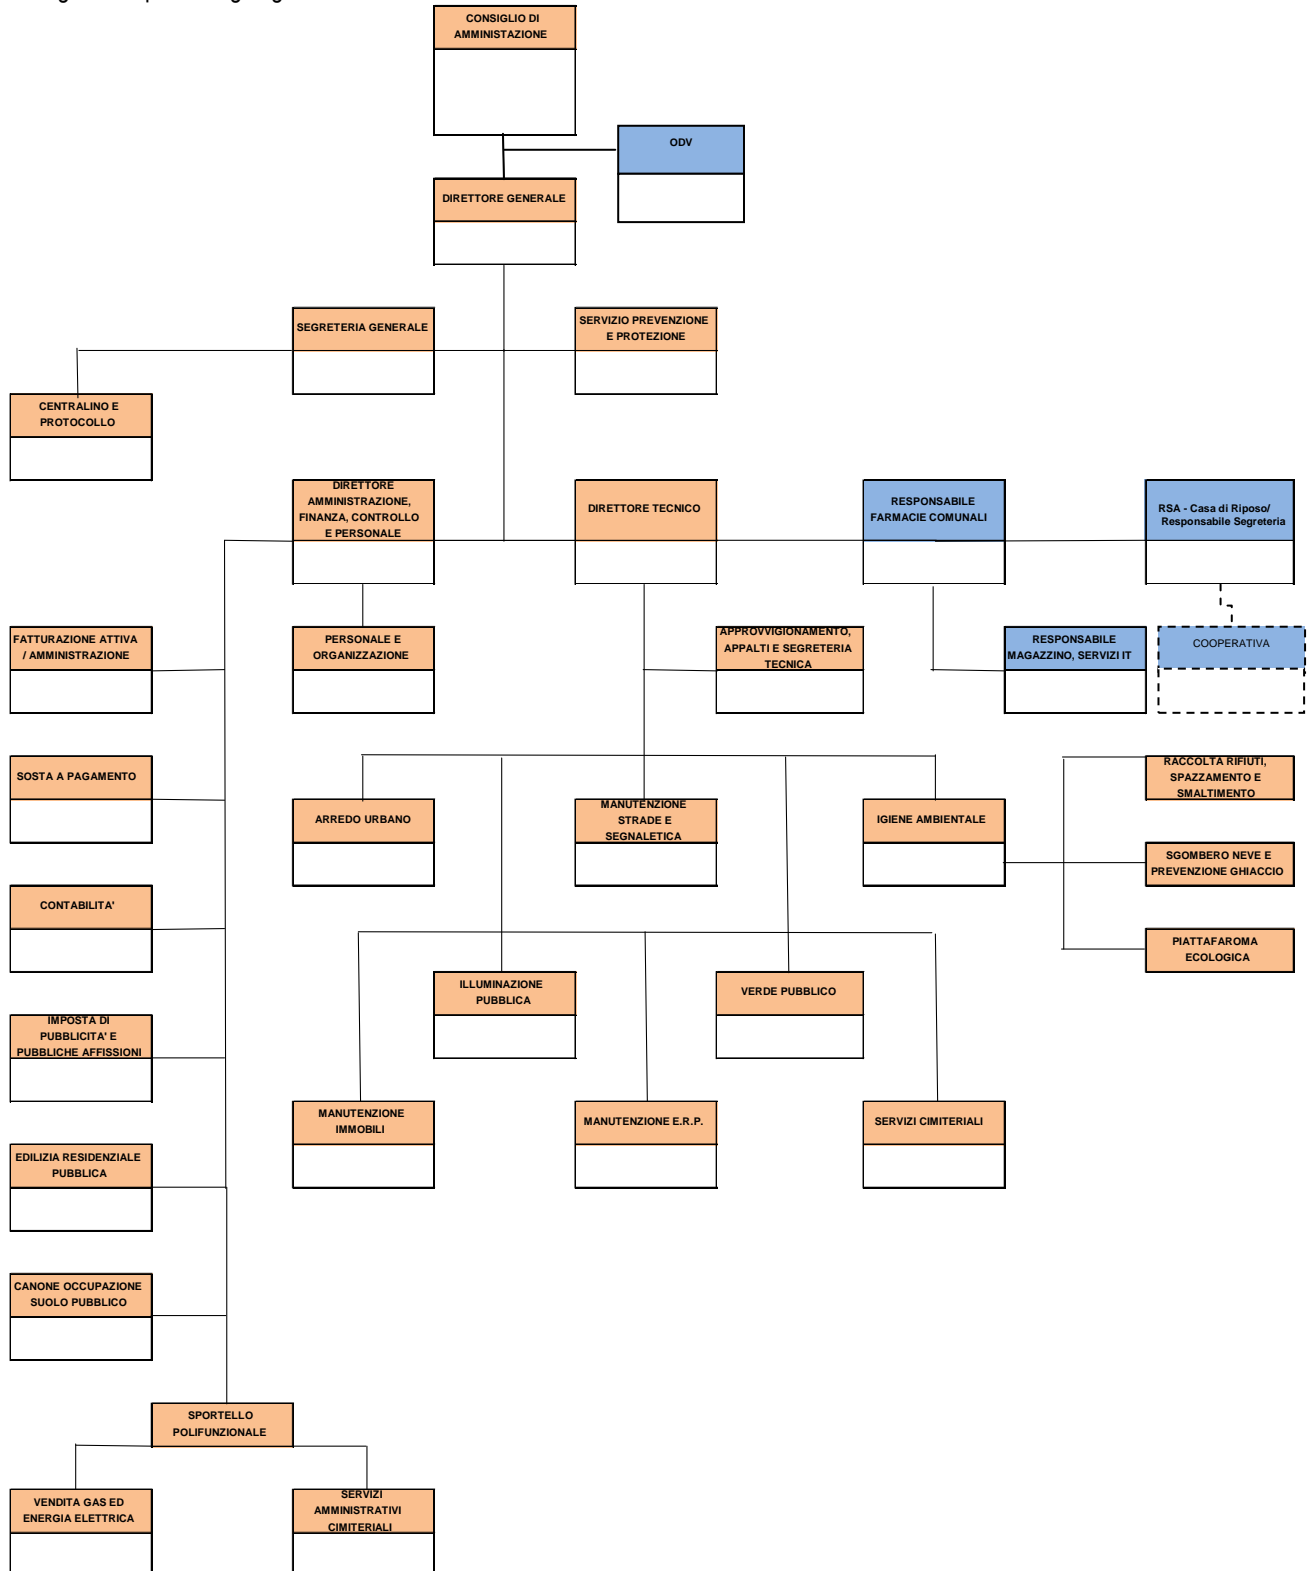 CONSIGLIO DI
AMMINISTAZIONE
ODV
DIRETTORE GENERALE
SEGRETERIA GENERALE
SERVIZIO PREVENZIONE
E PROTEZIONE
CENTRALINO E
PROTOCOLLO
DIRETTORE
AMMINISTRAZIONE,
FINANZA, CONTROLLO
E PERSONALE
DIRETTORE TECNICO
RESPONSABILE
FARMACIE COMUNALI
RSA - Casa di Riposo/
Responsabile Segreteria
FATTURAZIONE ATTIVA
/ AMMINISTRAZIONE
PERSONALE E
ORGANIZZAZIONE
APPROVVIGIONAMENTO,
APPALTI E SEGRETERIA
TECNICA
RESPONSABILE
MAGAZZINO, SERVIZI IT
COOPERATIVA
SOSTA A PAGAMENTO
ARREDO URBANO
MANUTENZIONE
STRADE E
SEGNALETICA
IGIENE AMBIENTALE
RACCOLTA RIFIUTI,
SPAZZAMENTO E
SMALTIMENTO
SGOMBERO NEVE E
PREVENZIONE GHIACCIO
CONTABILITA'
PIATTAFAROMA
ECOLOGICA
ILLUMINAZIONE
PUBBLICA
VERDE PUBBLICO
IMPOSTA DI
PUBBLICITA' E
PUBBLICHE AFFISSIONI
MANUTENZIONE
IMMOBILI
MANUTENZIONE E.R.P.
SERVIZI CIMITERIALI
EDILIZIA RESIDENZIALE
PUBBLICA
CANONE OCCUPAZIONE
SUOLO PUBBLICO
SPORTELLO
POLIFUNZIONALE
VENDITA GAS ED
ENERGIA ELETTRICA
SERVIZI
AMMINISTRATIVI
CIMITERIALI